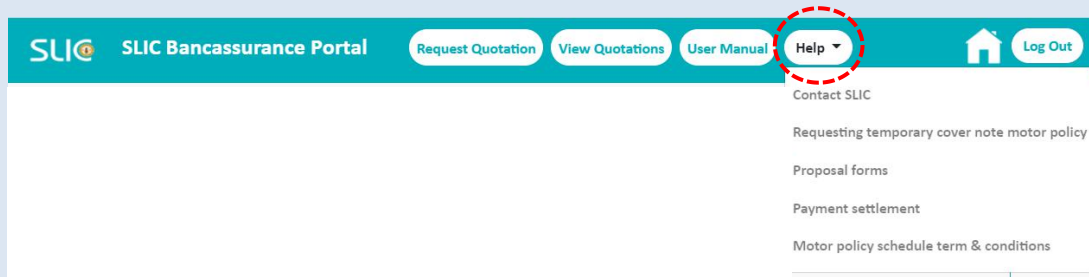 SLIC SLIC Bancassurance Portal Request Quotation View Quotations User Manual Help Log Out
Contact SLIC
Requesting temporary cover note motor policy
Proposal forms
Payment settlement
Motor policy schedule term & conditions